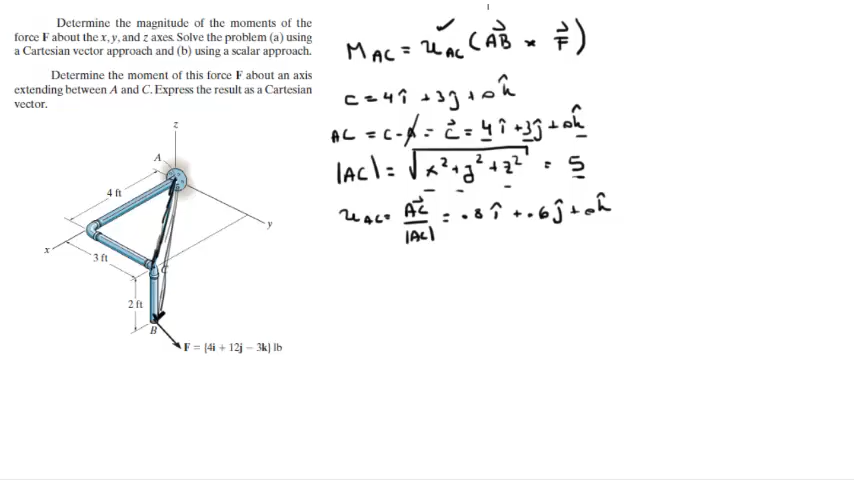 Determine the magnitude of the moments of the
force F about the x, y, and z axes. Solve the problem (a) using
a Cartesian vector approach and (b) using a scalar approach.
Determine the moment of this force F about an axis
extending between A and C. Express the result as a Cartesian
vector.
z
A
4 ft
y
x
3 ft
C
2 ft
B
F = {4i + 12j − 3k} lb
M_AC = u_AC (AB⃗ × F⃗)
C = 4î + 3ĵ + 0k̂
AC = C - A = C⃗ = 4î + 3ĵ + 0k̂
|AC| = √x² + y² + z² = 5
u_AC = AC⃗ / |AC| = .8î + .6ĵ + 0k̂